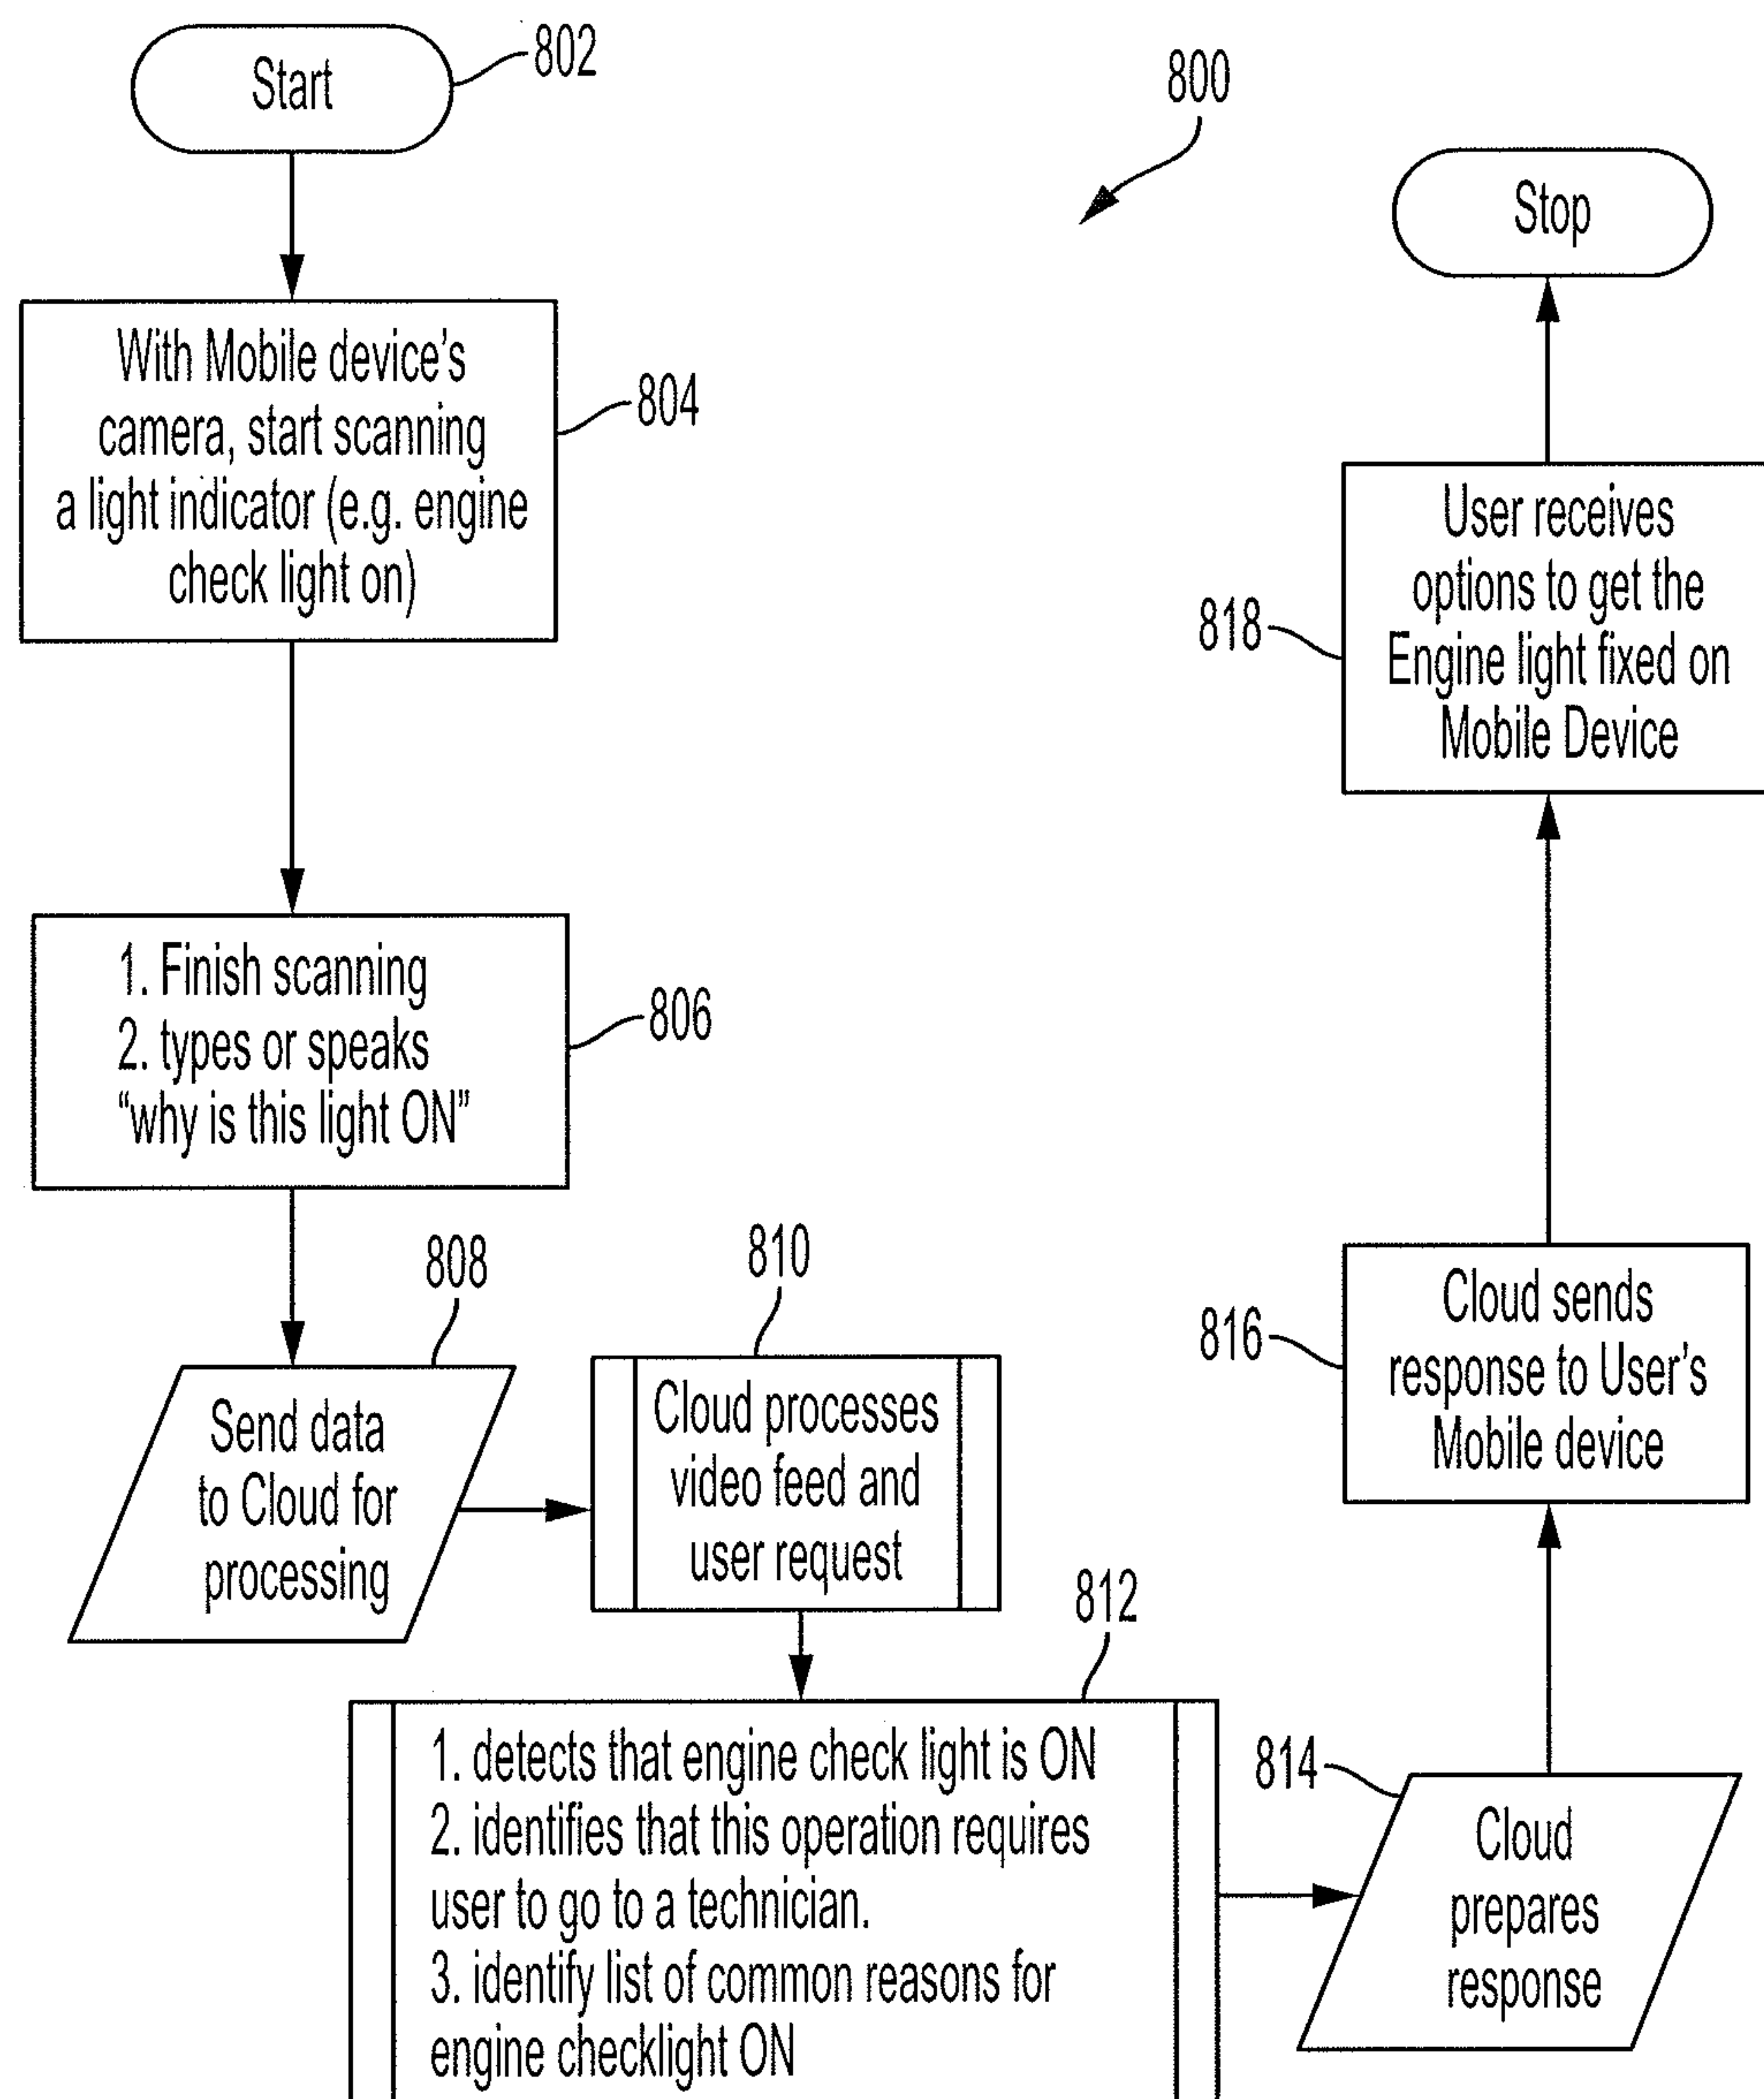 Start
802
800
With Mobile device's
camera, start scanning
a light indicator (e.g. engine
check light on)
804
1. Finish scanning
2. types or speaks
“why is this light ON”
806
808
Send data
to Cloud for
processing
810
Cloud processes
video feed and
user request
812
1. detects that engine check light is ON
2. identifies that this operation requires
user to go to a technician.
3. identify list of common reasons for
engine checklight ON
814
Cloud
prepares
response
816
Cloud sends
response to User's
Mobile device
818
User receives
options to get the
Engine light fixed on
Mobile Device
Stop